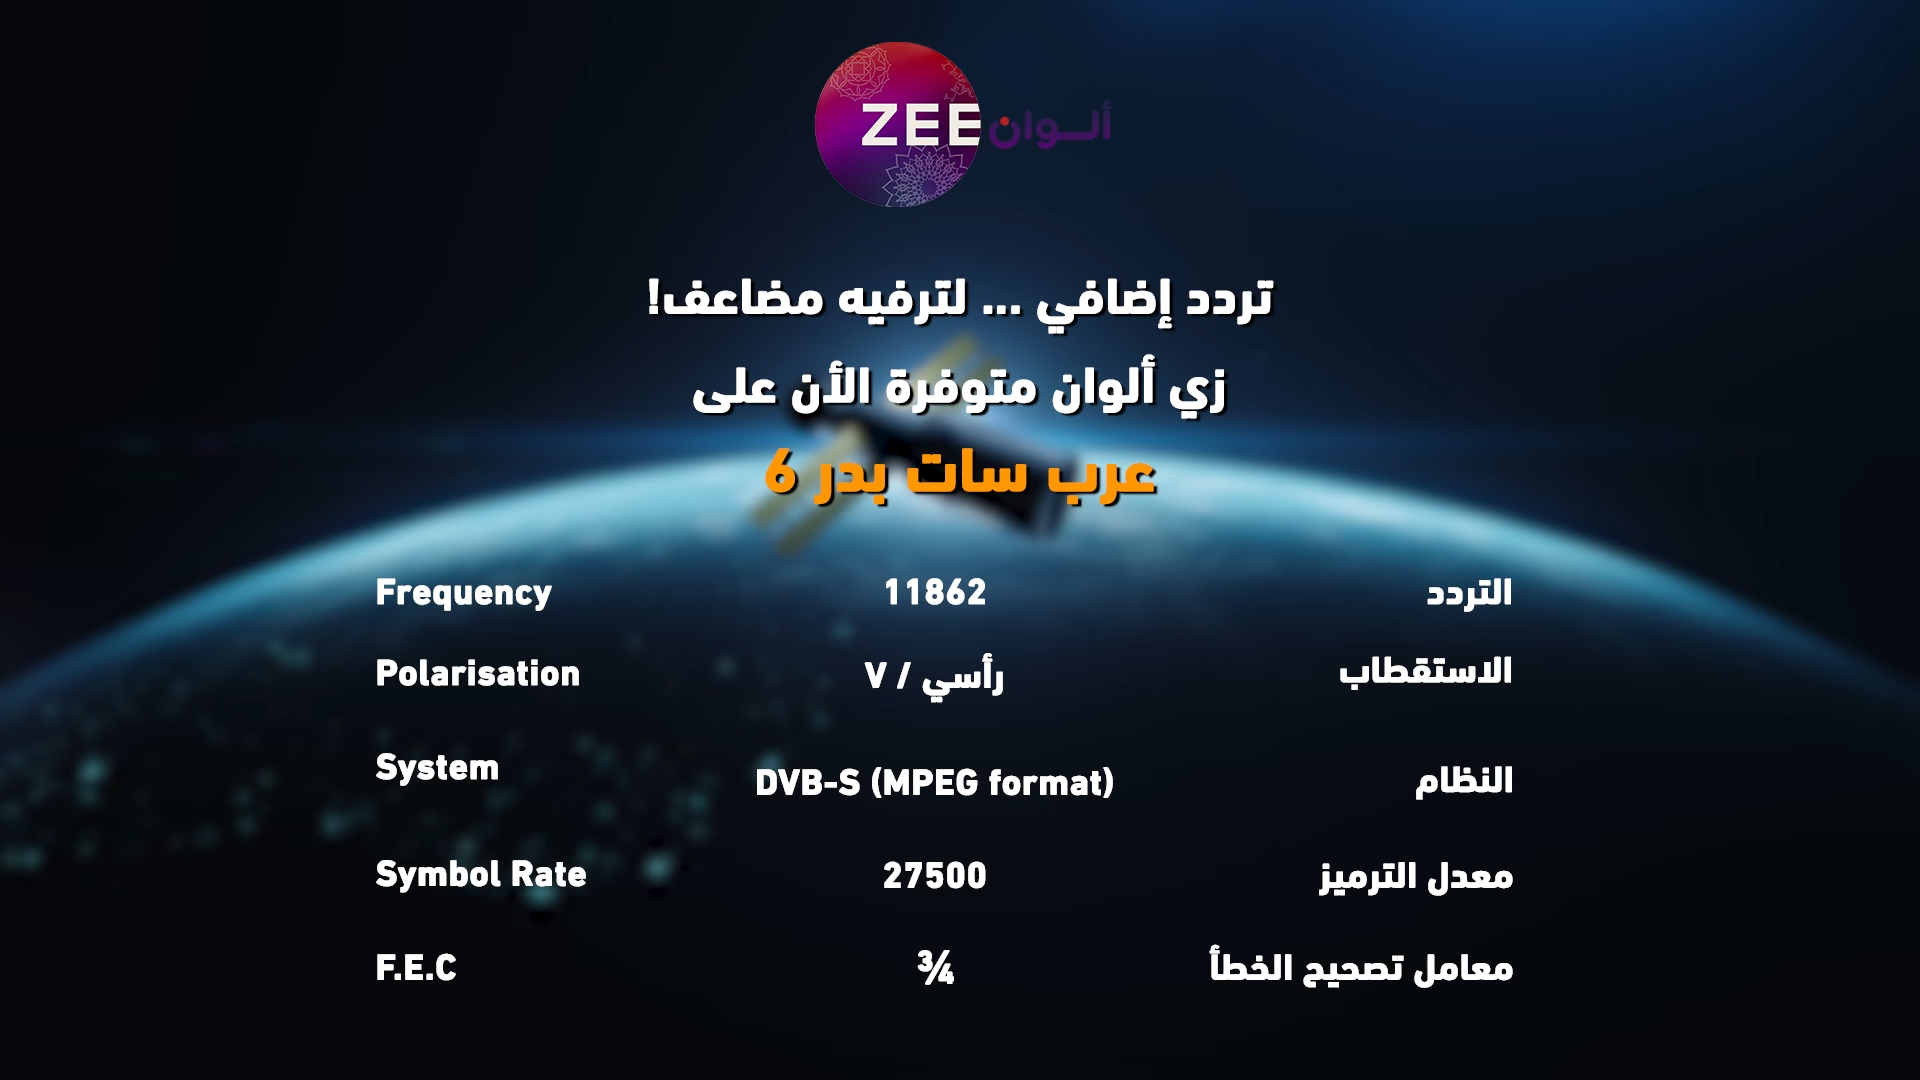 ZEE ألوان
تردد إضافي ... لترفيه مضاعف!
زي ألوان متوفرة الأن على
عرب سات بدر 6
Frequency 11862 التردد
Polarisation رأسي / V الاستقطاب
System DVB-S (MPEG format) النظام
Symbol Rate 27500 معدل الترميز
F.E.C ¾ معامل تصحيح الخطأ